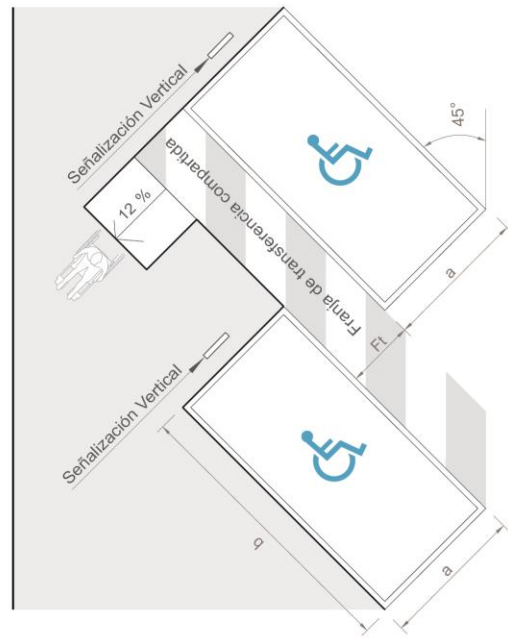 Señalización Vertical
12 %
Franja de transferencia compartida
45°
a
Ft
Señalización Vertical
b
a